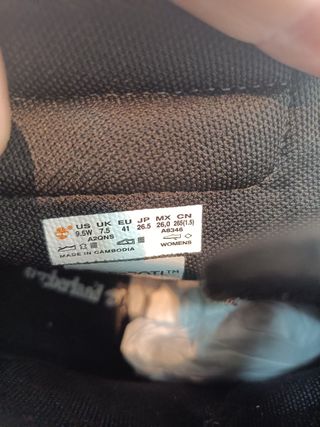 US UK EU JP MX CN
9.5W 7.5 41 26.5 26.0 265(1.5)
A2QNS A6346
WOMENS
MADE IN CAMBODIA